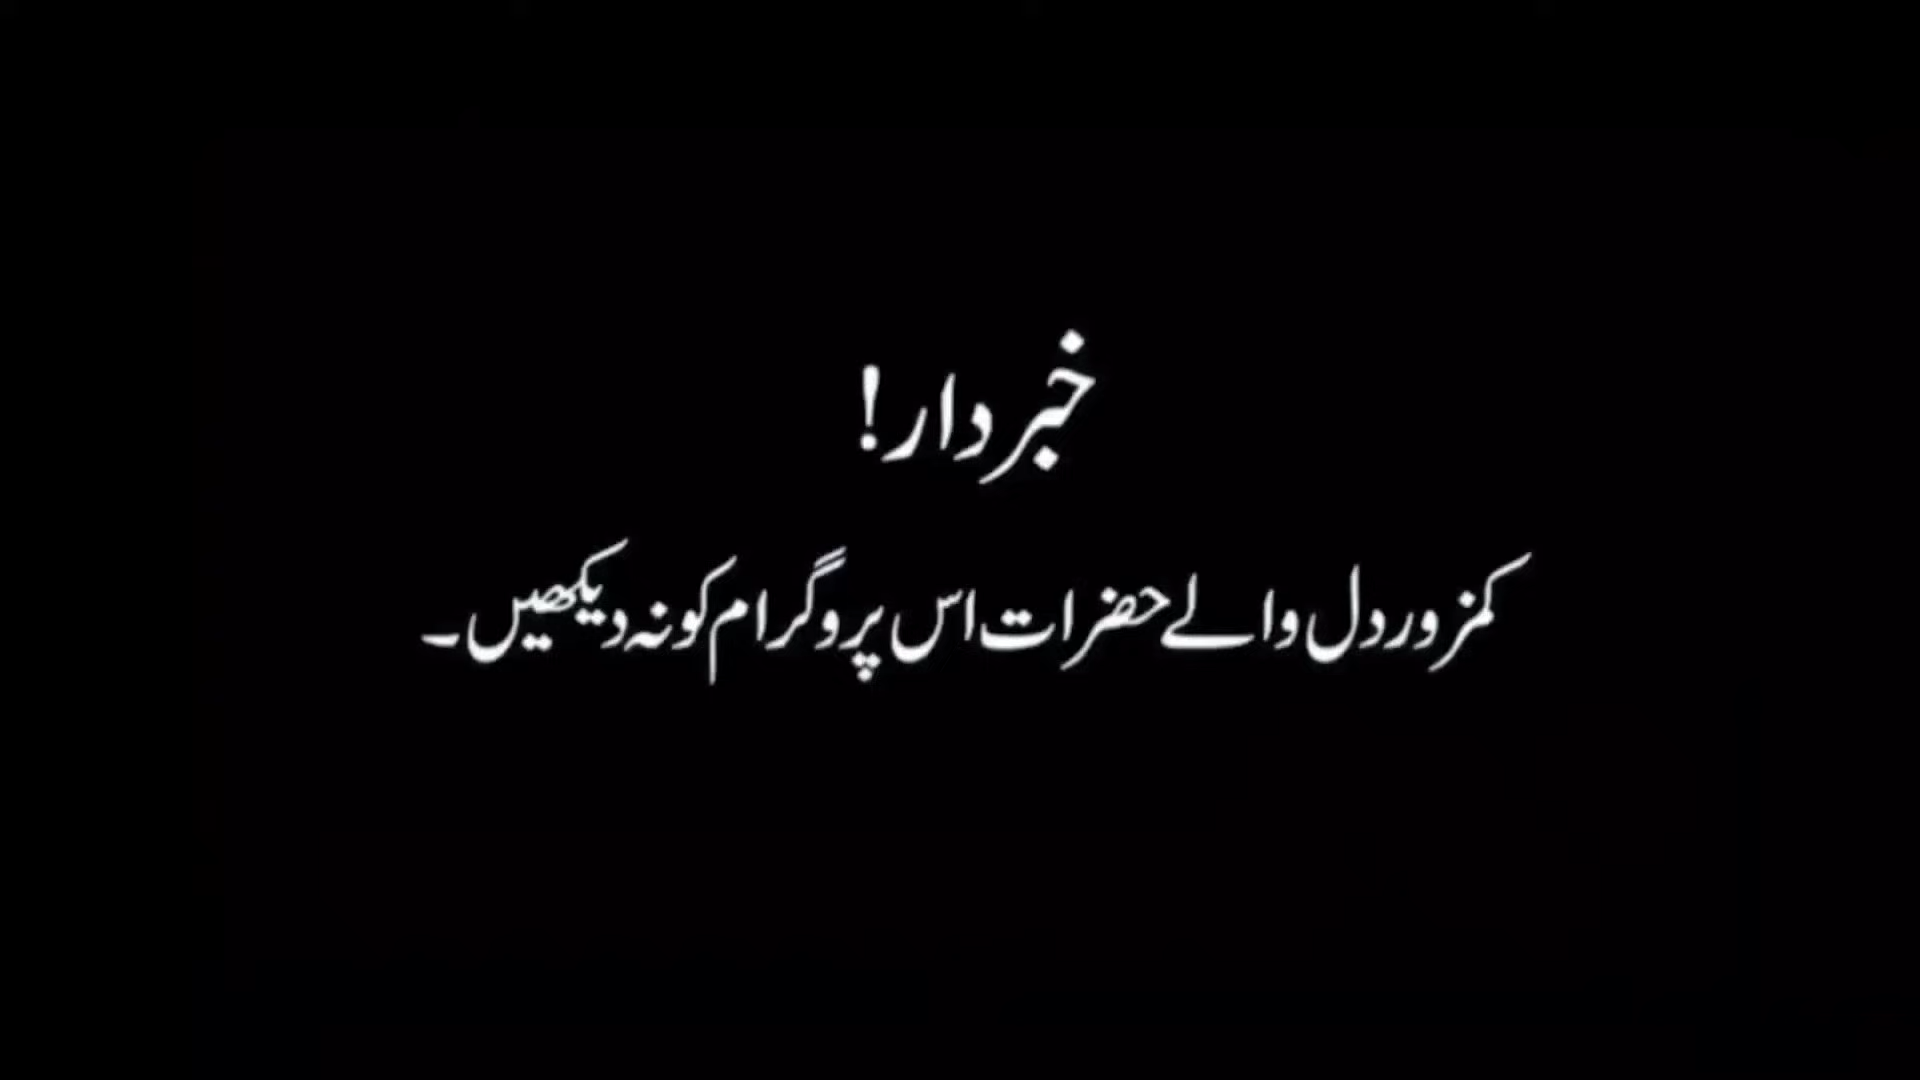 خبردار!
کمزور دل والے حضرات اس پروگرام کو نہ دیکھیں۔